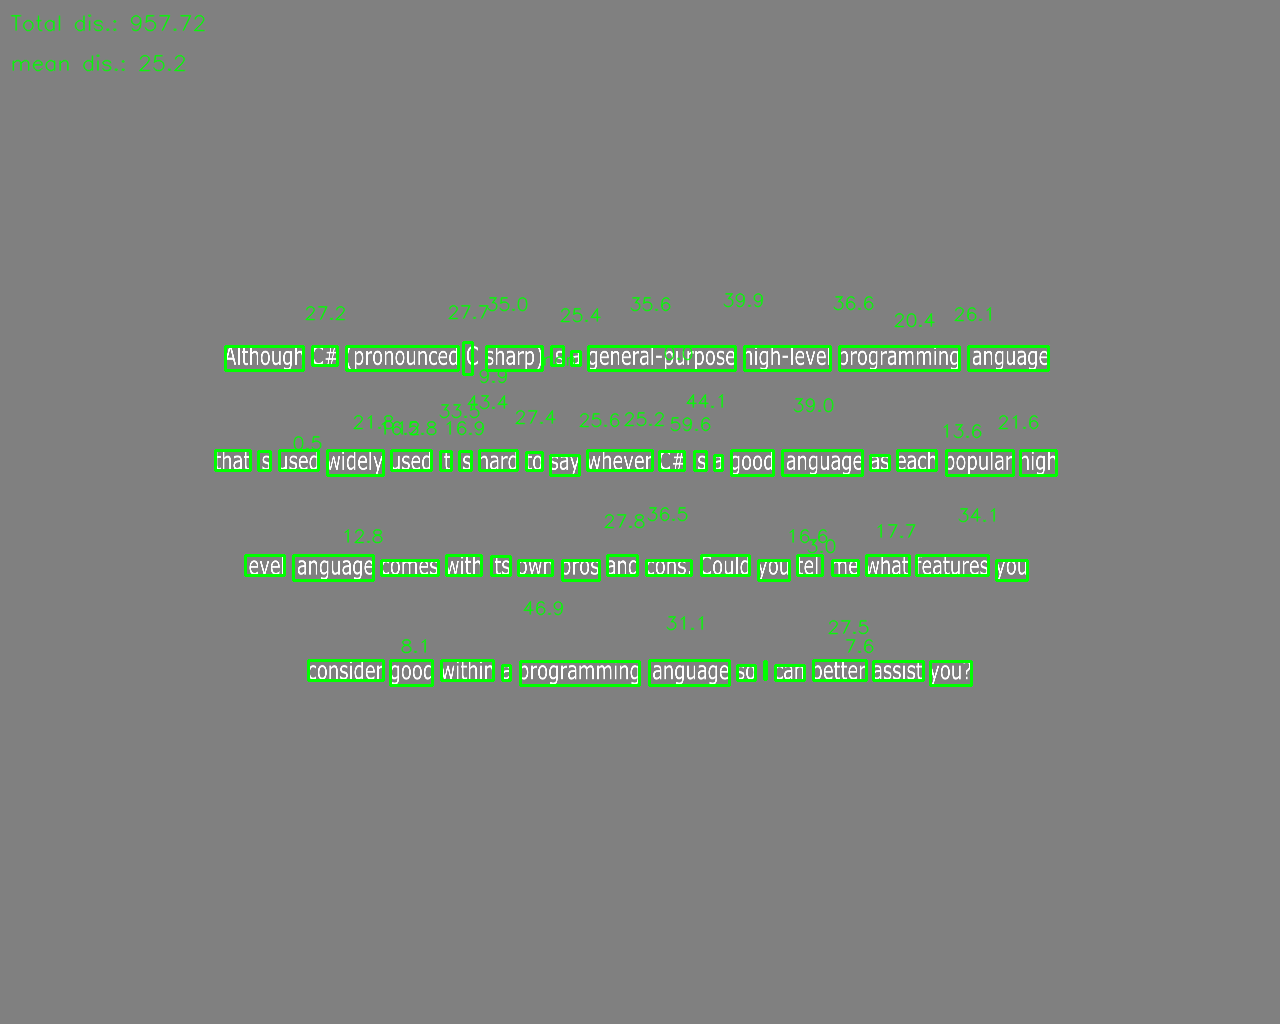 Total dis.: 957.72
mean dis.: 25.2
27.2 27.7 35.0 25.4 35.6 39.9 36.6 20.4 26.1
Although C# (pronounced C sharp) is a general-purpose high-level programming language
9.9
0.5 21.8 33.5 16.9 43.4 27.4 25.6 25.2 59.6 44.1 39.0 13.6 21.6
that is used widely used it is hard to say whever C# is a good language as each popular high
12.8 27.8 36.5 16.6 3.0 17.7 34.1
level language comes with its own pros and cons. Could you tell me what features you
8.1 46.9 31.1 27.5 7.6
consider good within a programming language so I can better assist you?